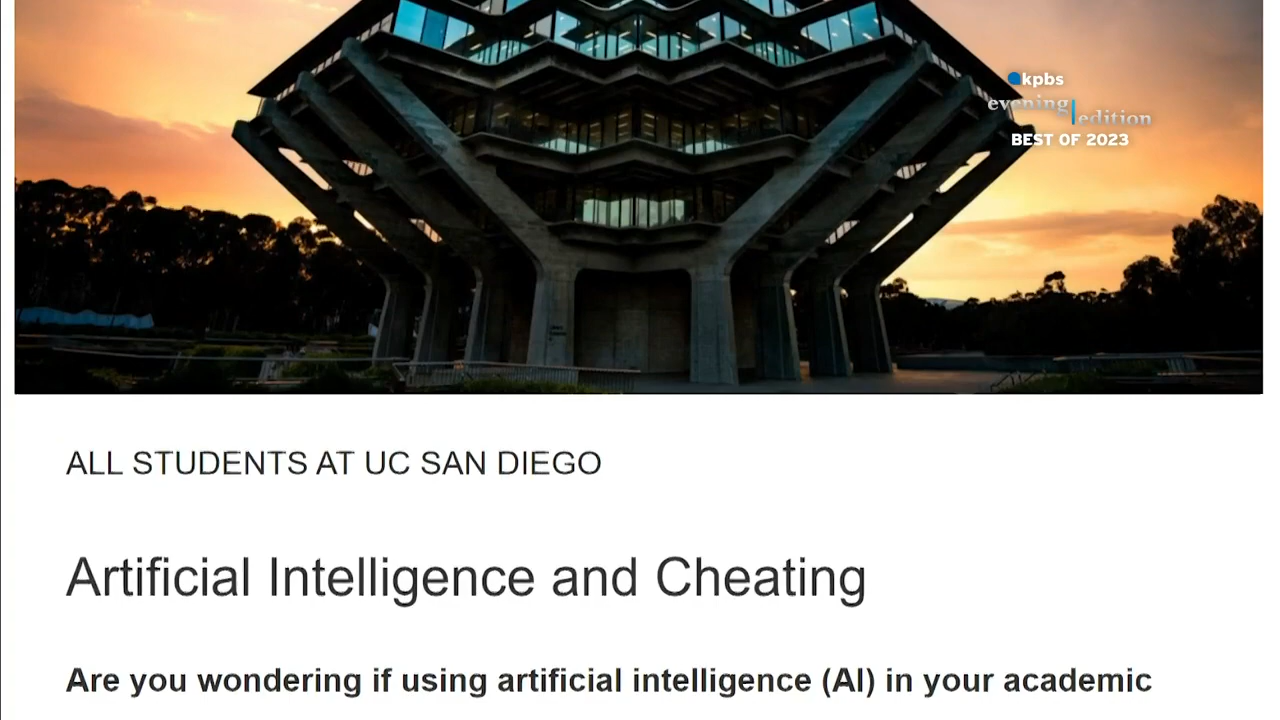 kpbs
evening edition
BEST OF 2023
ALL STUDENTS AT UC SAN DIEGO
Artificial Intelligence and Cheating
Are you wondering if using artificial intelligence (AI) in your academic